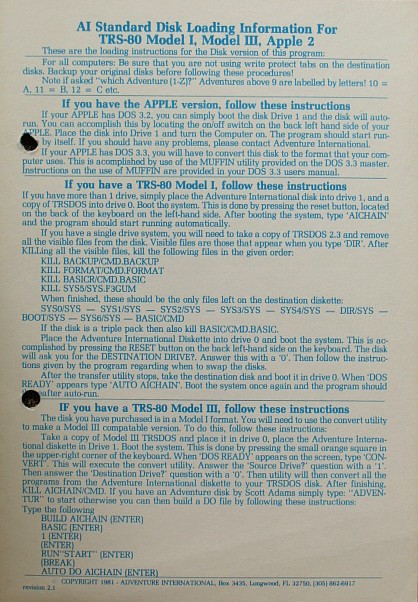 AI Standard Disk Loading Information For
TRS-80 Model I, Model III, Apple 2
These are the loading instructions for the Disk version of this program:
For all computers: Be sure that you are not using write protect tabs on the destination
disks. Backup your original disks before following these procedures!
Note if asked "which Adventure [1-Z]?" Adventures above 9 are labelled by letters! 10 =
A, 11 = B, 12 = C etc.
If you have the APPLE version, follow these instructions
If your APPLE has DOS 3.2, you can simply boot the disk Drive 1 and the disk will auto-
run. You can accomplish this by locating the on/off switch on the back left hand side of your
APPLE. Place the disk into Drive 1 and turn the Computer on. The program should start run-
by itself. If you should have any problems, please contact Adventure International.
If your APPLE has DOS 3.3, you will have to convert this disk to the format that your com-
puter uses. This is acomplished by use of the MUFFIN utility provided on the DOS 3.3 master.
Instructions on the use of MUFFIN are provided in your DOS 3.3 users manual.
If you have a TRS-80 Model I, follow these instructions
If you have more than 1 drive, simply place the Adventure International disk into drive 1, and a
copy of TRSDOS into drive 0. Boot the system. This is done by pressing the reset button, located
on the back of the keyboard on the left-hand side. After booting the system, type 'AICHAIN'
and the program should start running automatically.
If you have a single drive system, you will need to take a copy of TRSDOS 2.3 and remove
all the visible files from the disk. Visible files are those that appear when you type 'DIR'. After
KILLing all the visible files, kill the following files in the given order:
KILL BACKUP/CMD.BACKUP
KILL FORMAT/CMD.FORMAT
KILL BASICR/CMD.BASIC
KILL SYS5/SYS.F3GUM
When finished, these should be the only files left on the destination diskette:
SYS0/SYS — SYS1/SYS — SYS2/SYS — SYS3/SYS — SYS4/SYS — DIR/SYS —
BOOT/SYS — SYS6/SYS — BASIC/CMD
If the disk is a triple pack then also kill BASIC/CMD.BASIC.
Place the Adventure International Diskette into drive 0 and boot the system. This is ac-
complished by pressing the RESET button on the back left-hand side on the keyboard. The disk
will ask you for the DESTINATION DRIVE?. Answer this with a '0'. Then follow the instruc-
tions given by the program regarding when to swap the disks.
After the transfer utility stops, take the destination disk and boot it in drive 0. When 'DOS
READY' appears type 'AUTO AICHAIN'. Boot the system once again and the program should
after auto-run.
IF you have a TRS-80 Model III, follow these instructions
The disk you have purchased is in a Model I format. You will need to use the convert utility
to make a Model III compatable version. To do this, follow these instructions:
Take a copy of Model III TRSDOS and place it in drive 0, place the Adventure Interna-
tional diskette in Drive 1. Boot the system. This is done by pressing the small orange square in
the upper-right corner of the keyboard. When 'DOS READY' appears on the screen, type 'CON-
VERT'. This will execute the convert utility. Answer the 'Source Drive?' question with a '1'.
Then answer the 'Destination Drive?' question with a '0'. Then utility will then convert all the
programs from the Adventure International diskette to your TRSDOS disk. After finishing,
KILL AICHAIN/CMD. If you have an Adventure disk by Scott Adams simply type: "ADVEN-
TUR" to start otherwise you can then build a DO file by following these instructions:
Type the following
BUILD AICHAIN (ENTER)
BASIC (ENTER)
1 (ENTER)
(ENTER)
RUN"START" (ENTER)
(BREAK)
AUTO DO AICHAIN (ENTER)
COPYRIGHT 1981 - ADVENTURE INTERNATIONAL, Box 3435, Longwood, FL 32750, (305) 862-6917
revision 2.1